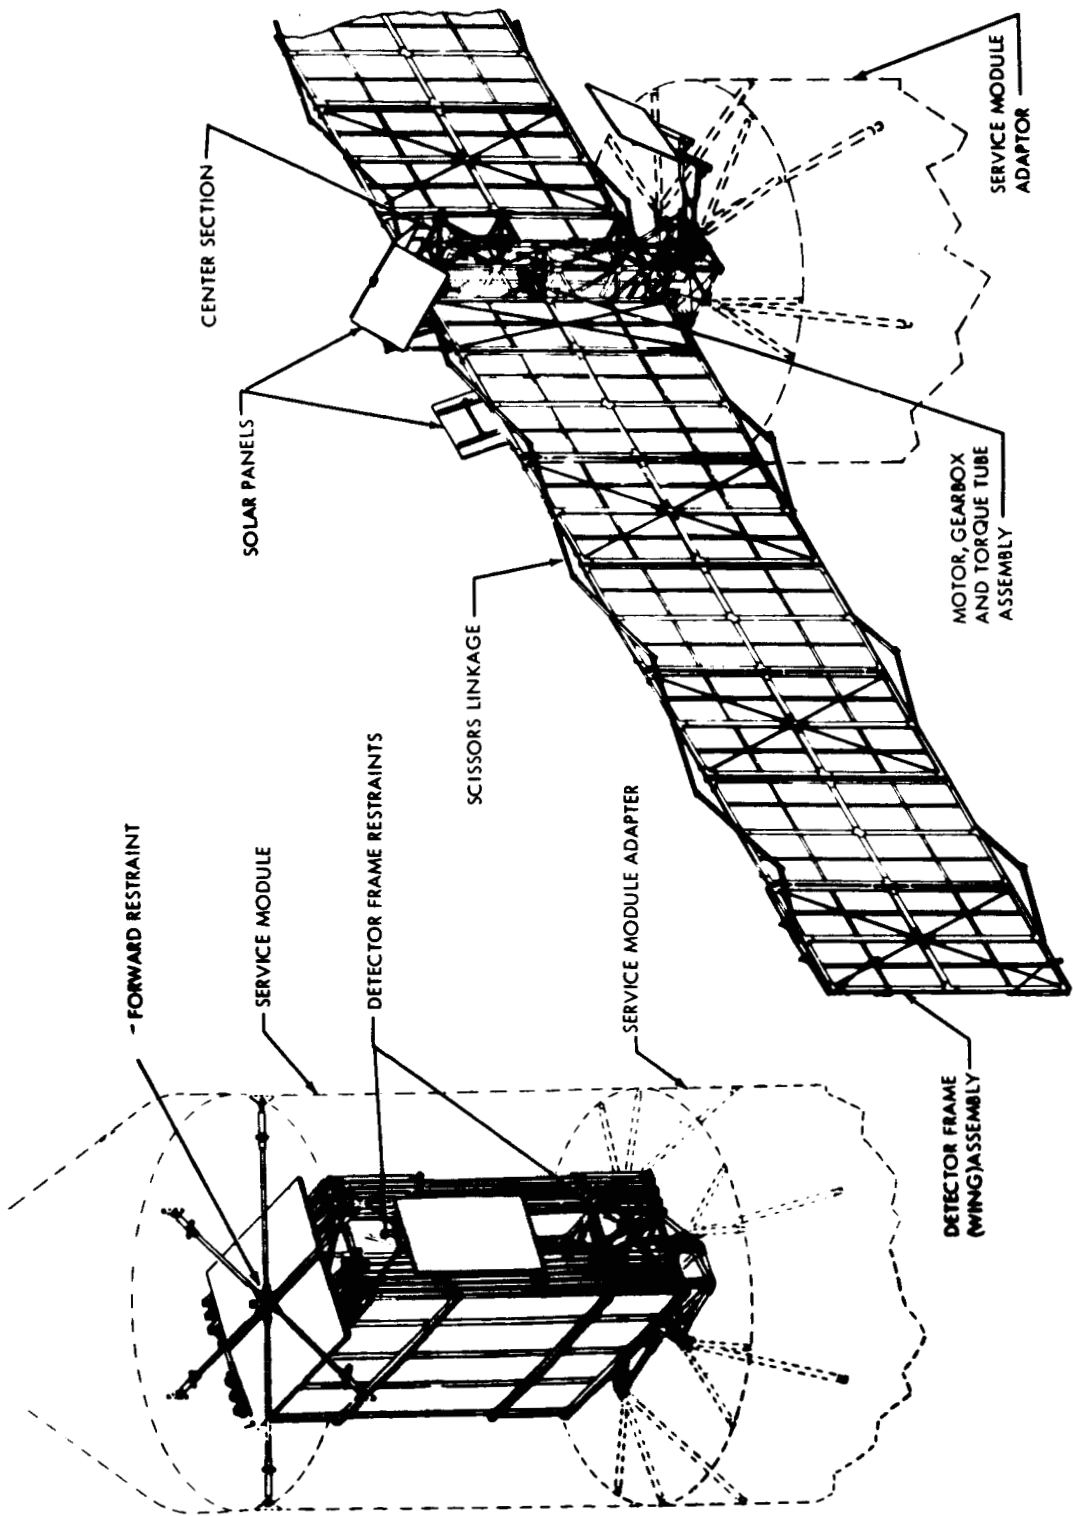 FORWARD RESTRAINT
SERVICE MODULE
DETECTOR FRAME RESTRAINTS
SERVICE MODULE ADAPTER
CENTER SECTION
SOLAR PANELS
SCISSORS LINKAGE
SERVICE MODULE
ADAPTOR
MOTOR, GEARBOX
AND TORQUE TUBE
ASSEMBLY
DETECTOR FRAME
(WING)ASSEMBLY